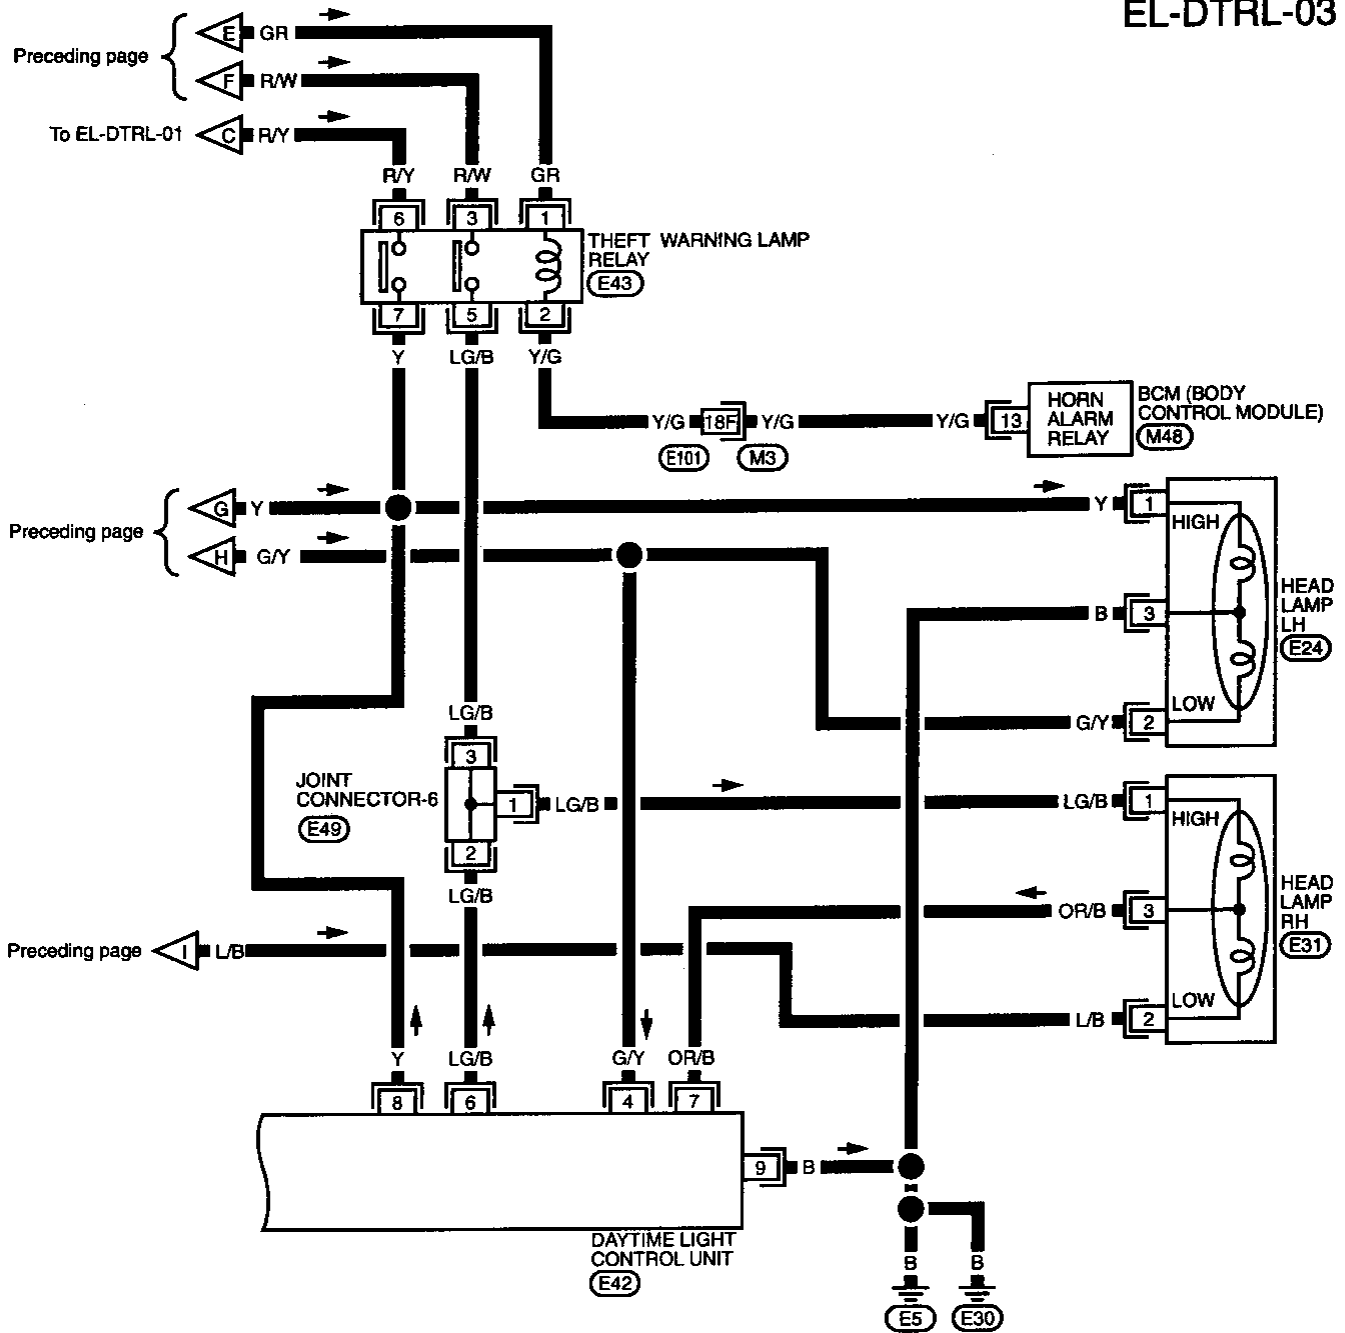 EL-DTRL-03
Preceding page
E GR
F R/W
To EL-DTRL-01 C R/Y
R/Y R/W GR
6 3 1
THEFT WARNING LAMP
RELAY
E43
7 5 2
Y LG/B Y/G
Y/G 18F Y/G Y/G 13
E101 M3
HORN
ALARM
RELAY
BCM (BODY
CONTROL MODULE)
M48
Preceding page
G Y
H G/Y
Y 1
HIGH
B 3
LOW
G/Y 2
HEAD
LAMP
LH
E24
LG/B
3
JOINT
CONNECTOR-6
E49
1 LG/B
2
LG/B
LG/B 1
HIGH
OR/B 3
LOW
L/B 2
HEAD
LAMP
RH
E31
Preceding page I L/B
Y LG/B G/Y OR/B
8 6 4 7
9 B
DAYTIME LIGHT
CONTROL UNIT
E42
B B
E5 E30